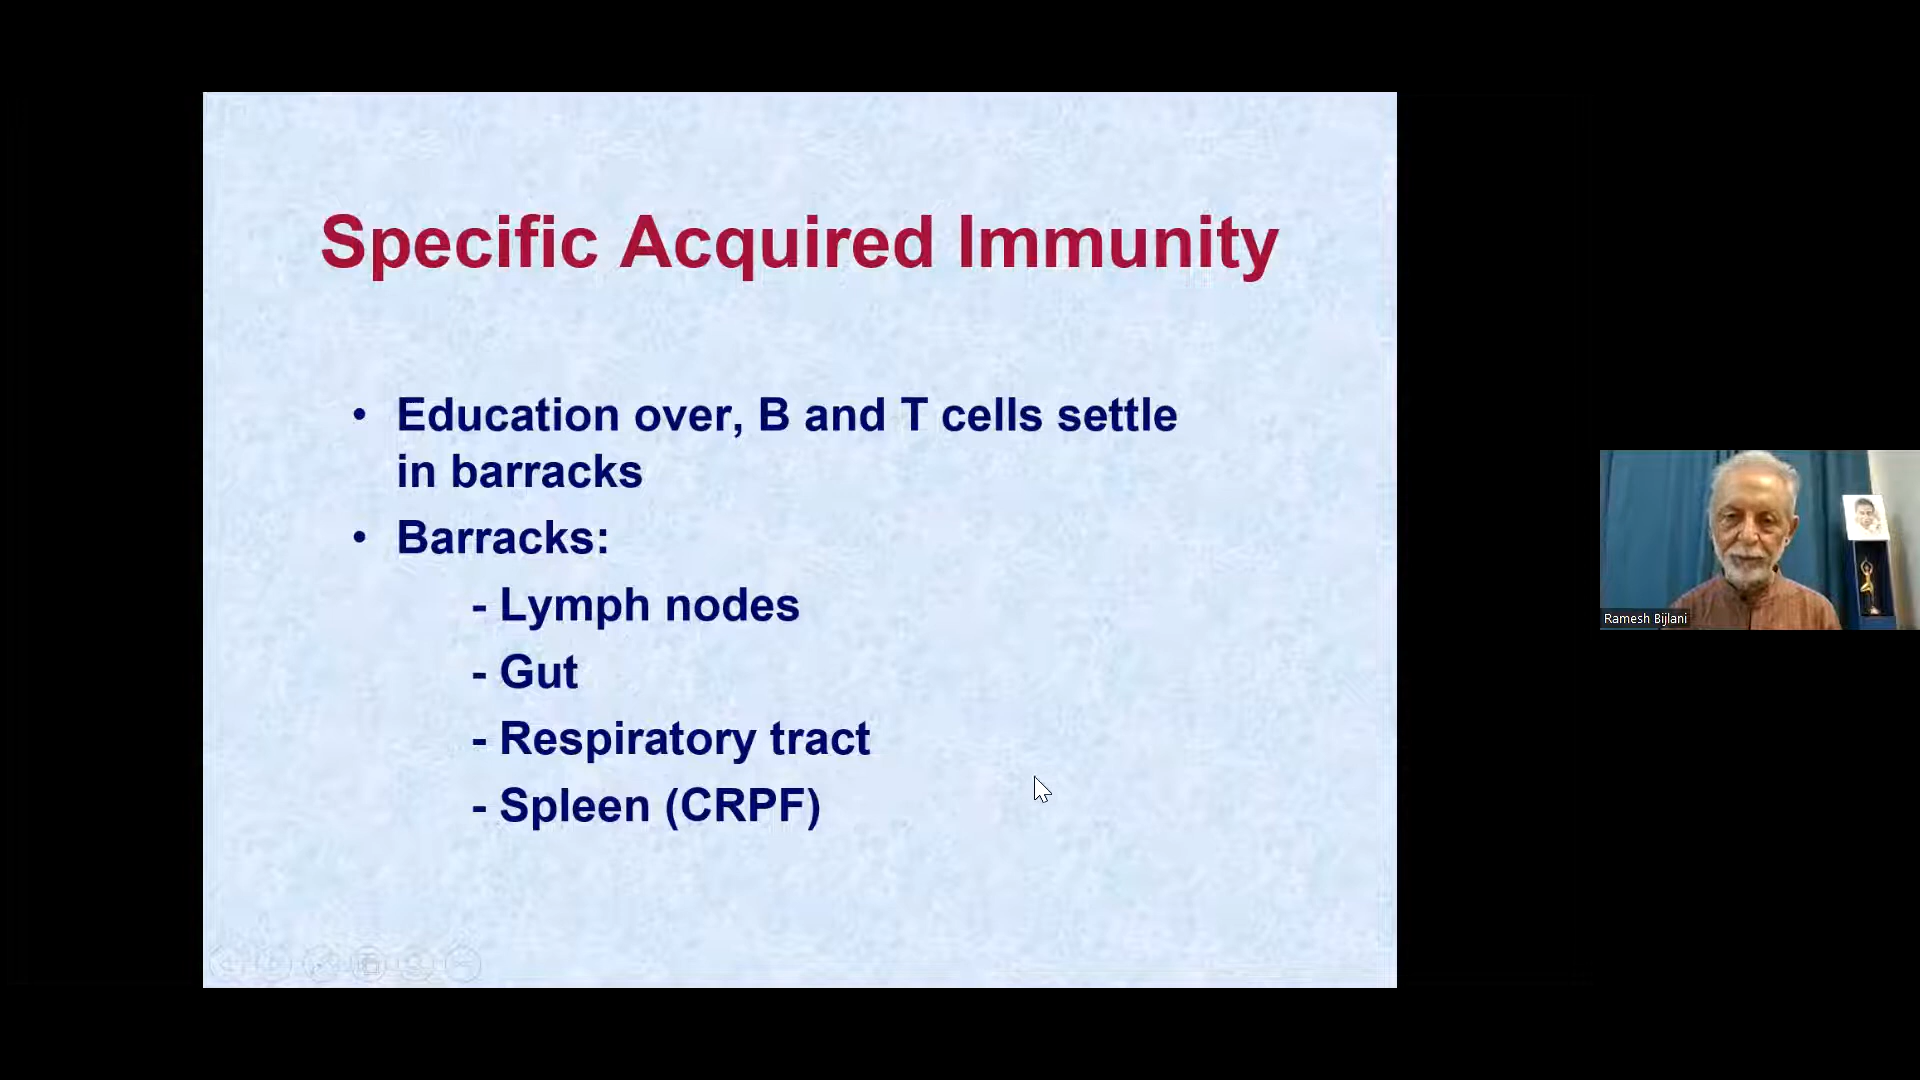 Specific Acquired Immunity
• Education over, B and T cells settle
in barracks
• Barracks:
- Lymph nodes
- Gut
- Respiratory tract
- Spleen (CRPF)
Ramesh Bijlani